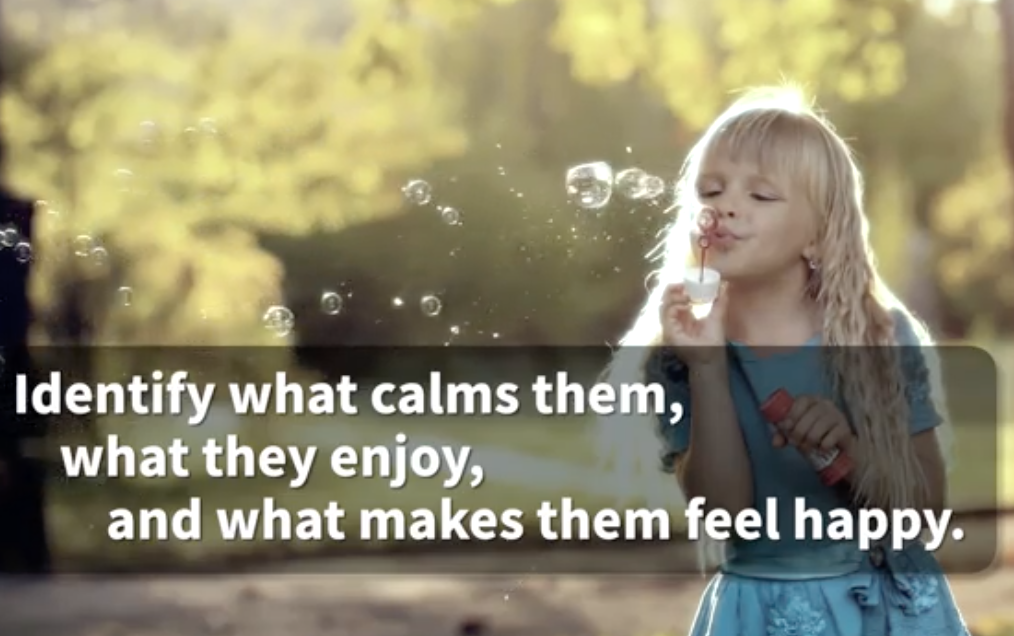 Identify what calms them,
what they enjoy,
and what makes them feel happy.